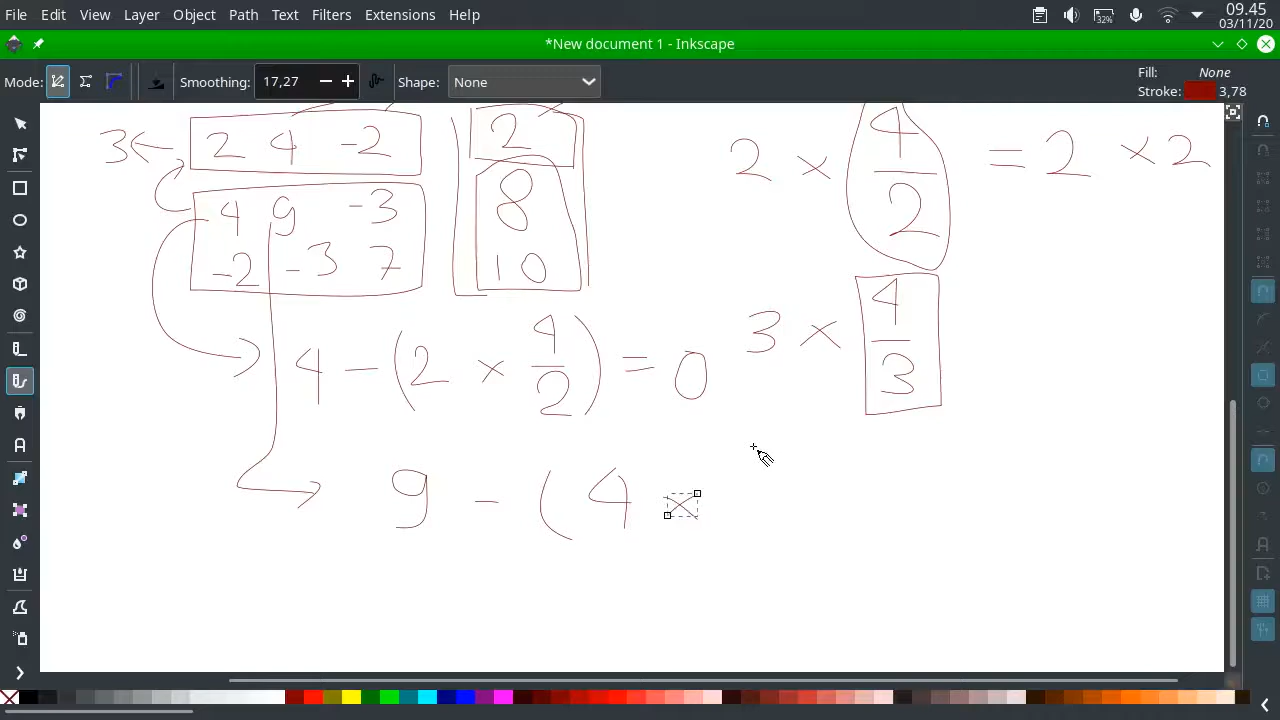 File Edit View Layer Object Path Text Filters Extensions Help
32%
09.45
03/11/20
*New document 1 - Inkscape
Mode:
Smoothing: 17,27 - +
Shape: None
Fill: None
Stroke: 3,78
3 ← 2 4 -2 2
4 9 -3 8
-2 -3 7 10
2 × 4/2 = 2 × 2
3 × 4/3
4 - (2 × 4/2) = 0
9 - (4 ×